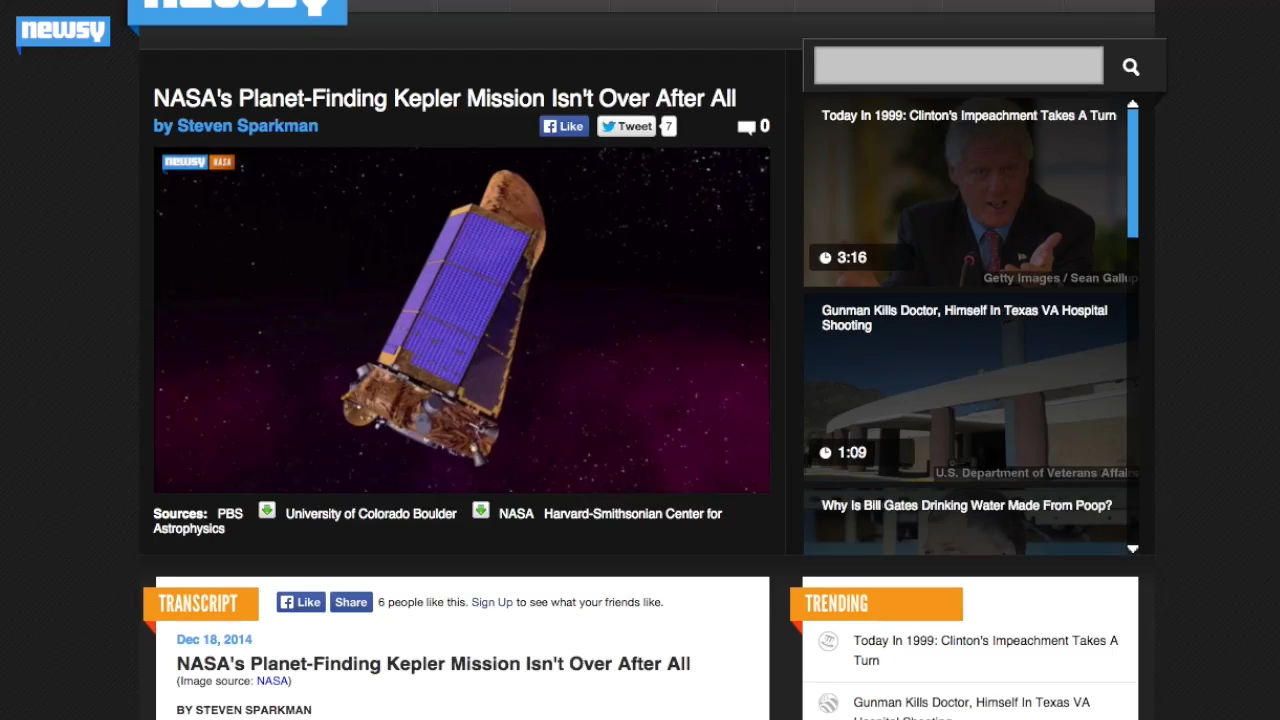 newsy
newsy
NASA's Planet-Finding Kepler Mission Isn't Over After All
by Steven Sparkman
Like
Tweet
7
0
newsy NASA
Sources: PBS University of Colorado Boulder NASA Harvard-Smithsonian Center for
Astrophysics
Today In 1999: Clinton's Impeachment Takes A Turn
3:16
Getty Images / Sean Gallup
Gunman Kills Doctor, Himself In Texas VA Hospital
Shooting
1:09
U.S. Department of Veterans Affairs
Why Is Bill Gates Drinking Water Made From Poop?
TRANSCRIPT
Like Share 6 people like this. Sign Up to see what your friends like.
Dec 18, 2014
NASA's Planet-Finding Kepler Mission Isn't Over After All
(Image source: NASA)
BY STEVEN SPARKMAN
TRENDING
Today In 1999: Clinton's Impeachment Takes A
Turn
Gunman Kills Doctor, Himself In Texas VA
Hospital Shooting